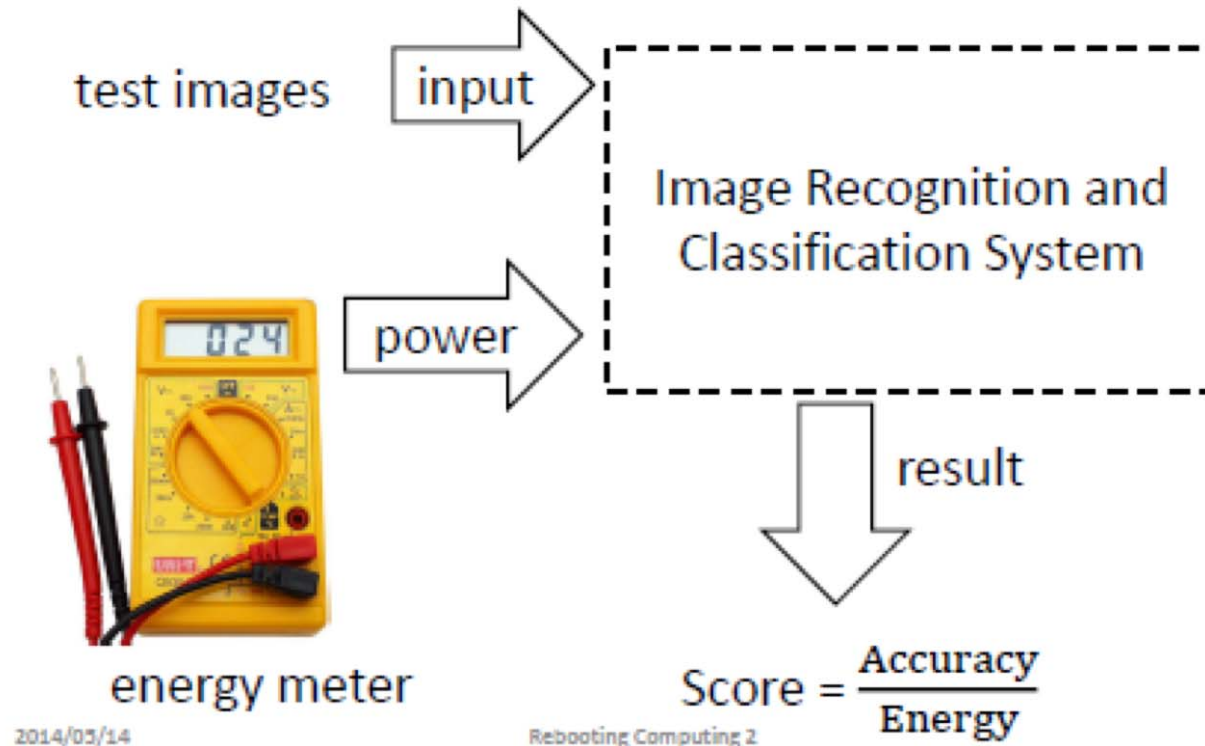 test images
input
Image Recognition and
Classification System
024
power
result
energy meter
Score = Accuracy
Energy
2014/05/14
Rebooting Computing 2